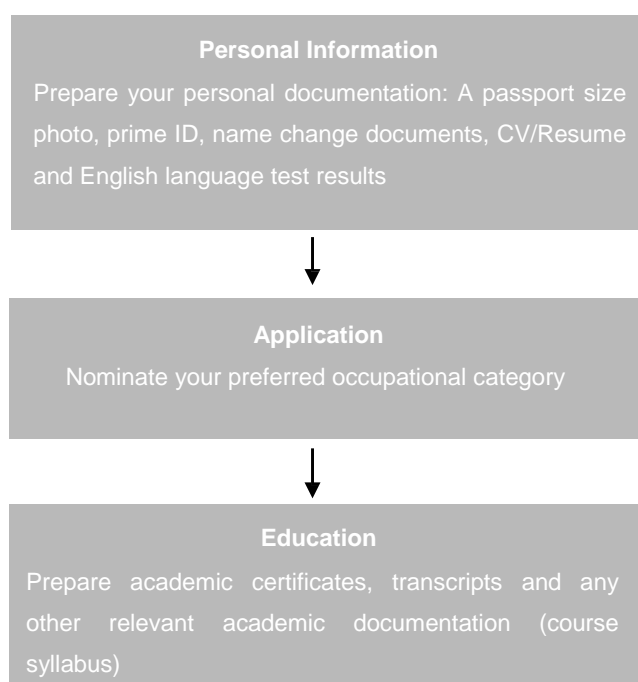 Personal Information
Prepare your personal documentation: A passport size
photo, prime ID, name change documents, CV/Resume
and English language test results
Application
Nominate your preferred occupational category
Education
Prepare academic certificates, transcripts and any
other relevant academic documentation (course
syllabus)